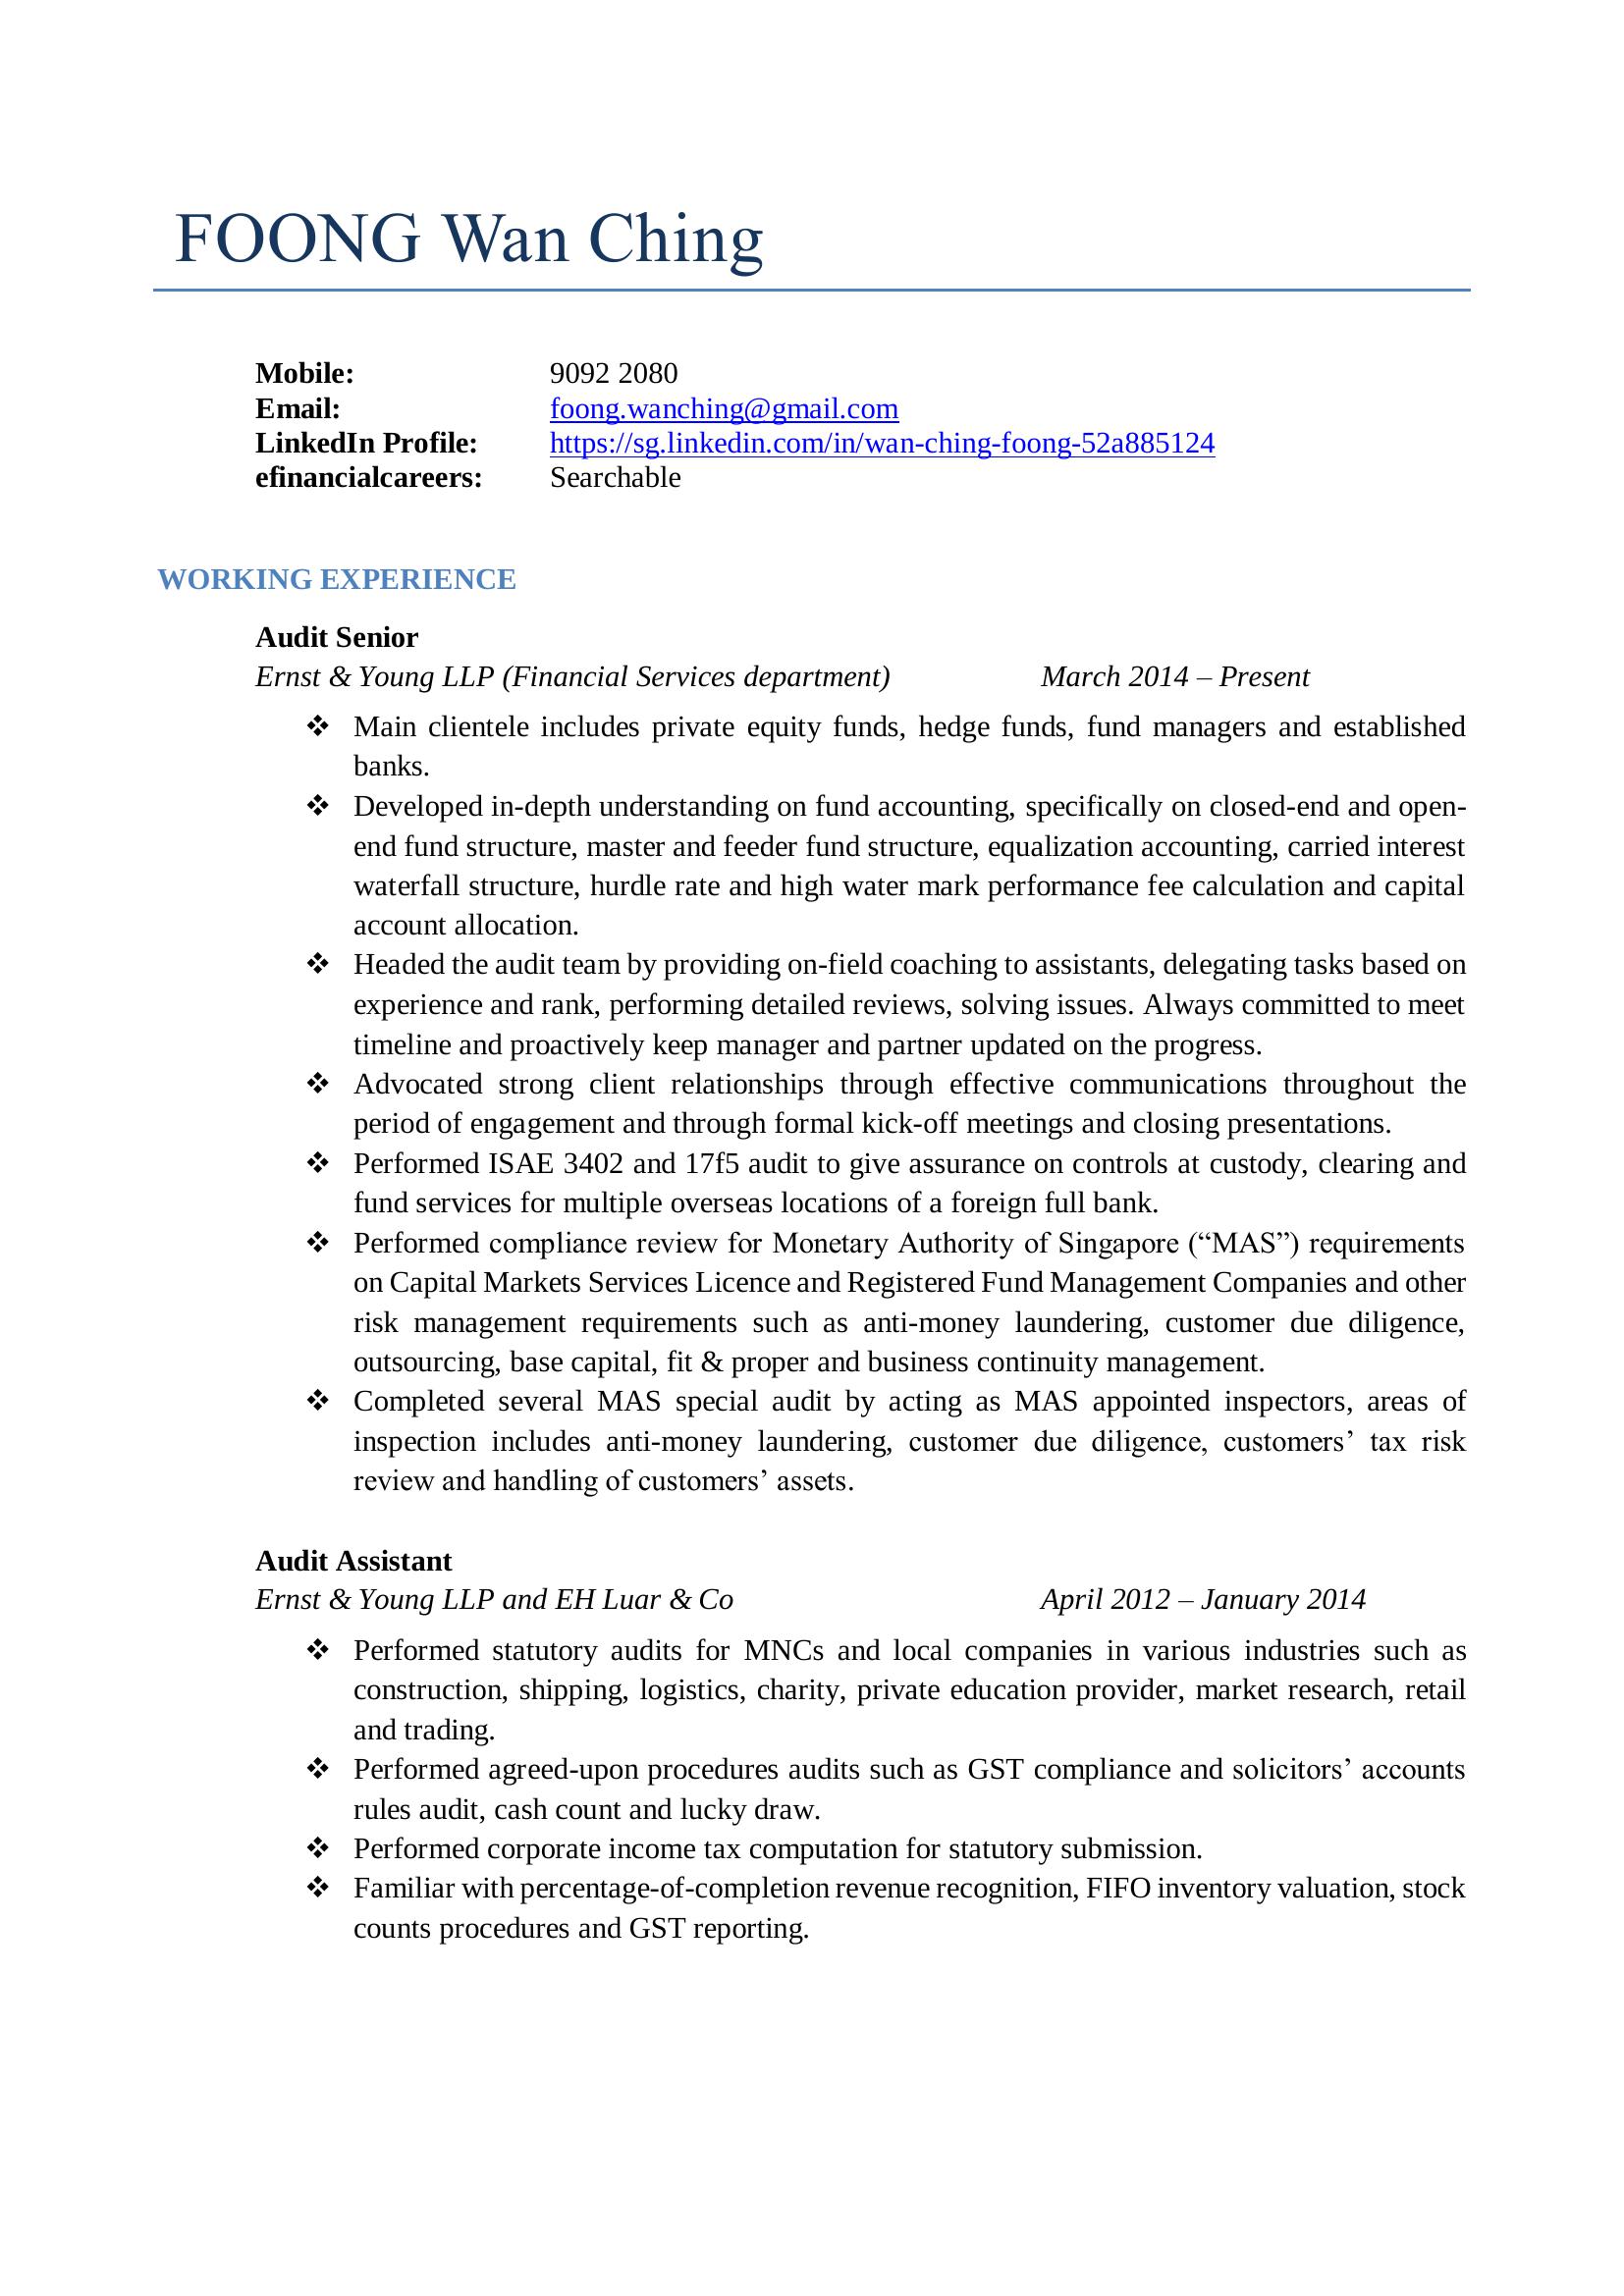 FOONG Wan Ching
Mobile: 9092 2080
Email: foong.wanching@gmail.com
LinkedIn Profile: https://sg.linkedin.com/in/wan-ching-foong-52a885124
efinancialcareers: Searchable
WORKING EXPERIENCE
Audit Senior
Ernst & Young LLP (Financial Services department) March 2014 – Present
❖ Main clientele includes private equity funds, hedge funds, fund managers and established
banks.
❖ Developed in-depth understanding on fund accounting, specifically on closed-end and open-
end fund structure, master and feeder fund structure, equalization accounting, carried interest
waterfall structure, hurdle rate and high water mark performance fee calculation and capital
account allocation.
❖ Headed the audit team by providing on-field coaching to assistants, delegating tasks based on
experience and rank, performing detailed reviews, solving issues. Always committed to meet
timeline and proactively keep manager and partner updated on the progress.
❖ Advocated strong client relationships through effective communications throughout the
period of engagement and through formal kick-off meetings and closing presentations.
❖ Performed ISAE 3402 and 17f5 audit to give assurance on controls at custody, clearing and
fund services for multiple overseas locations of a foreign full bank.
❖ Performed compliance review for Monetary Authority of Singapore (“MAS”) requirements
on Capital Markets Services Licence and Registered Fund Management Companies and other
risk management requirements such as anti-money laundering, customer due diligence,
outsourcing, base capital, fit & proper and business continuity management.
❖ Completed several MAS special audit by acting as MAS appointed inspectors, areas of
inspection includes anti-money laundering, customer due diligence, customers’ tax risk
review and handling of customers’ assets.
Audit Assistant
Ernst & Young LLP and EH Luar & Co April 2012 – January 2014
❖ Performed statutory audits for MNCs and local companies in various industries such as
construction, shipping, logistics, charity, private education provider, market research, retail
and trading.
❖ Performed agreed-upon procedures audits such as GST compliance and solicitors’ accounts
rules audit, cash count and lucky draw.
❖ Performed corporate income tax computation for statutory submission.
❖ Familiar with percentage-of-completion revenue recognition, FIFO inventory valuation, stock
counts procedures and GST reporting.